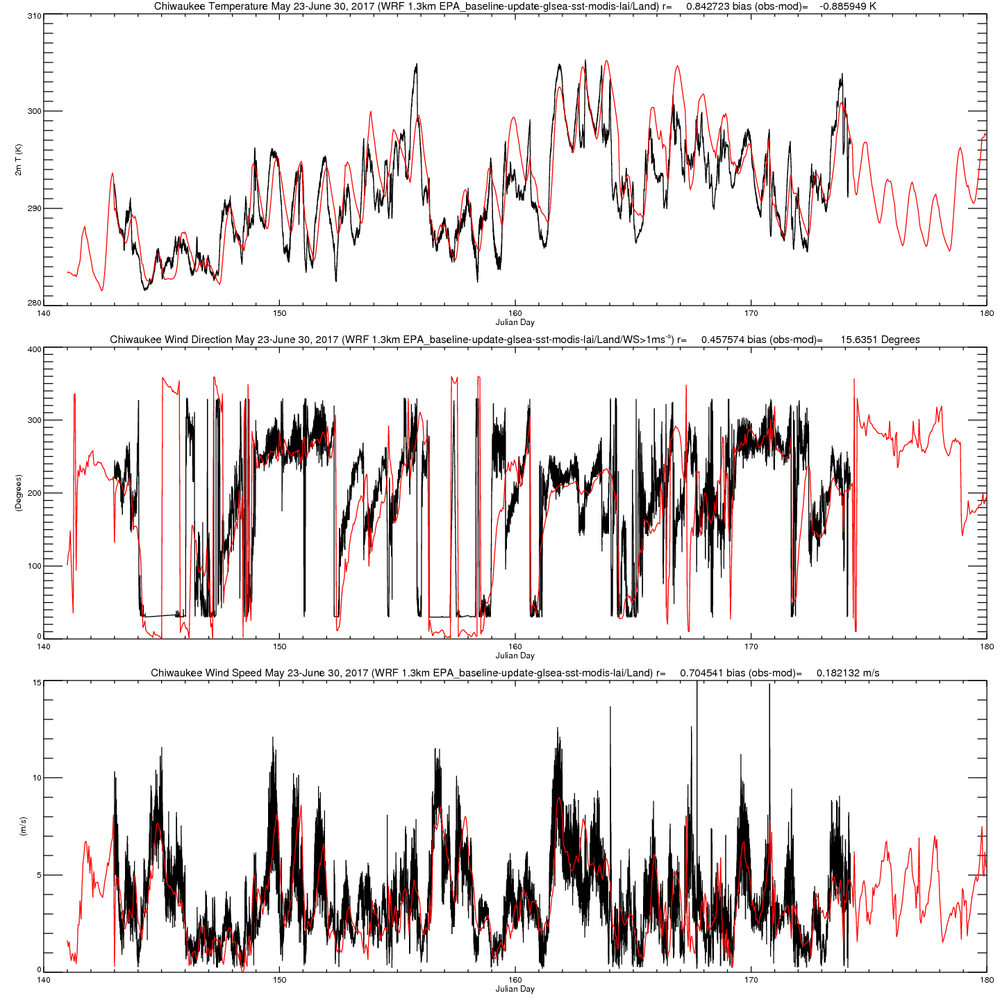 Chiwaukee Temperature May 23-June 30, 2017 (WRF 1.3km EPA_baseline-update-glsea-sst-modis-lai/Land) r= 0.842723 bias (obs-mod)= -0.885949 K
310
300
290
280
2m T (K)
140 150 160 170 180
Julian Day
Chiwaukee Wind Direction May 23-June 30, 2017 (WRF 1.3km EPA_baseline-update-glsea-sst-modis-lai/Land/WS>1ms-s) r= 0.457574 bias (obs-mod)= 15.6351 Degrees
400
300
200
100
0
(Degrees)
140 150 160 170 180
Julian Day
Chiwaukee Wind Speed May 23-June 30, 2017 (WRF 1.3km EPA_baseline-update-glsea-sst-modis-lai/Land) r= 0.704541 bias (obs-mod)= 0.182132 m/s
15
10
5
0
(m/s)
140 150 160 170 180
Julian Day